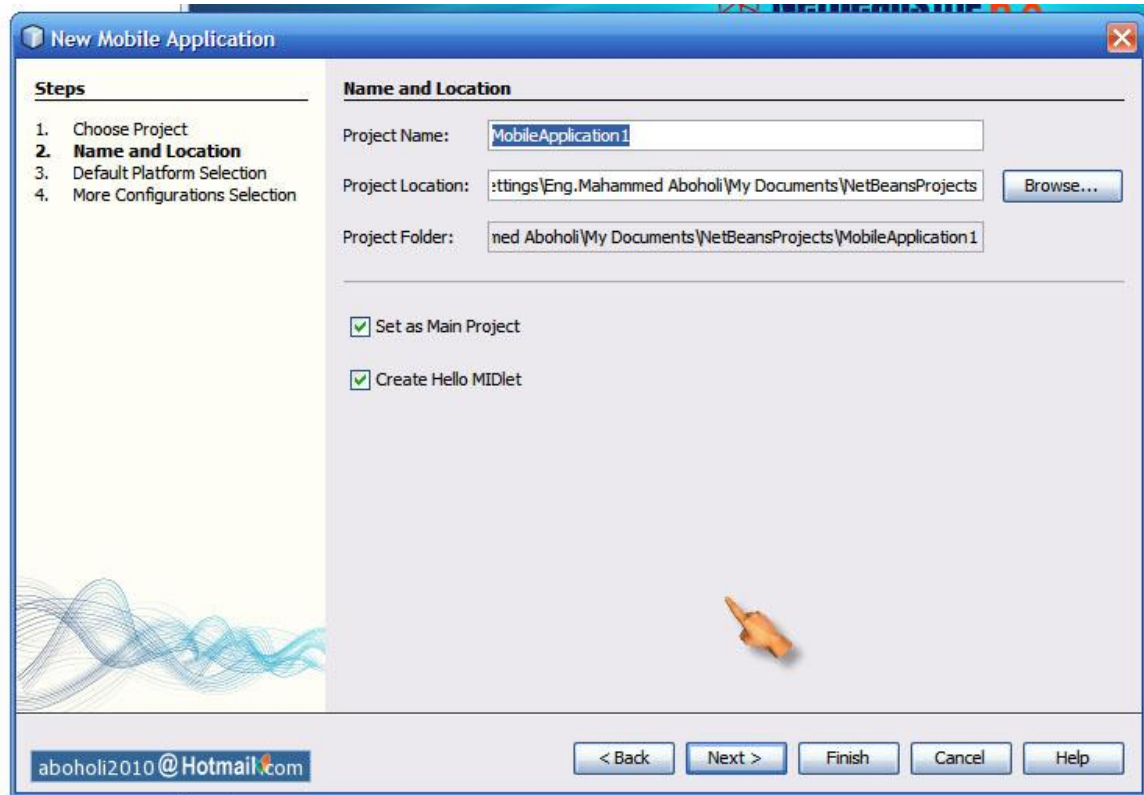 New Mobile Application
Steps
1. Choose Project
2. Name and Location
3. Default Platform Selection
4. More Configurations Selection
Name and Location
Project Name: MobileApplication1
Project Location: ettings\Eng.Mahammed Aboholi\My Documents\NetBeansProjects Browse...
Project Folder: ned Aboholi\My Documents\NetBeansProjects\MobileApplication1
Set as Main Project
Create Hello MIDlet
aboholi2010@Hotmail.com
< Back Next > Finish Cancel Help